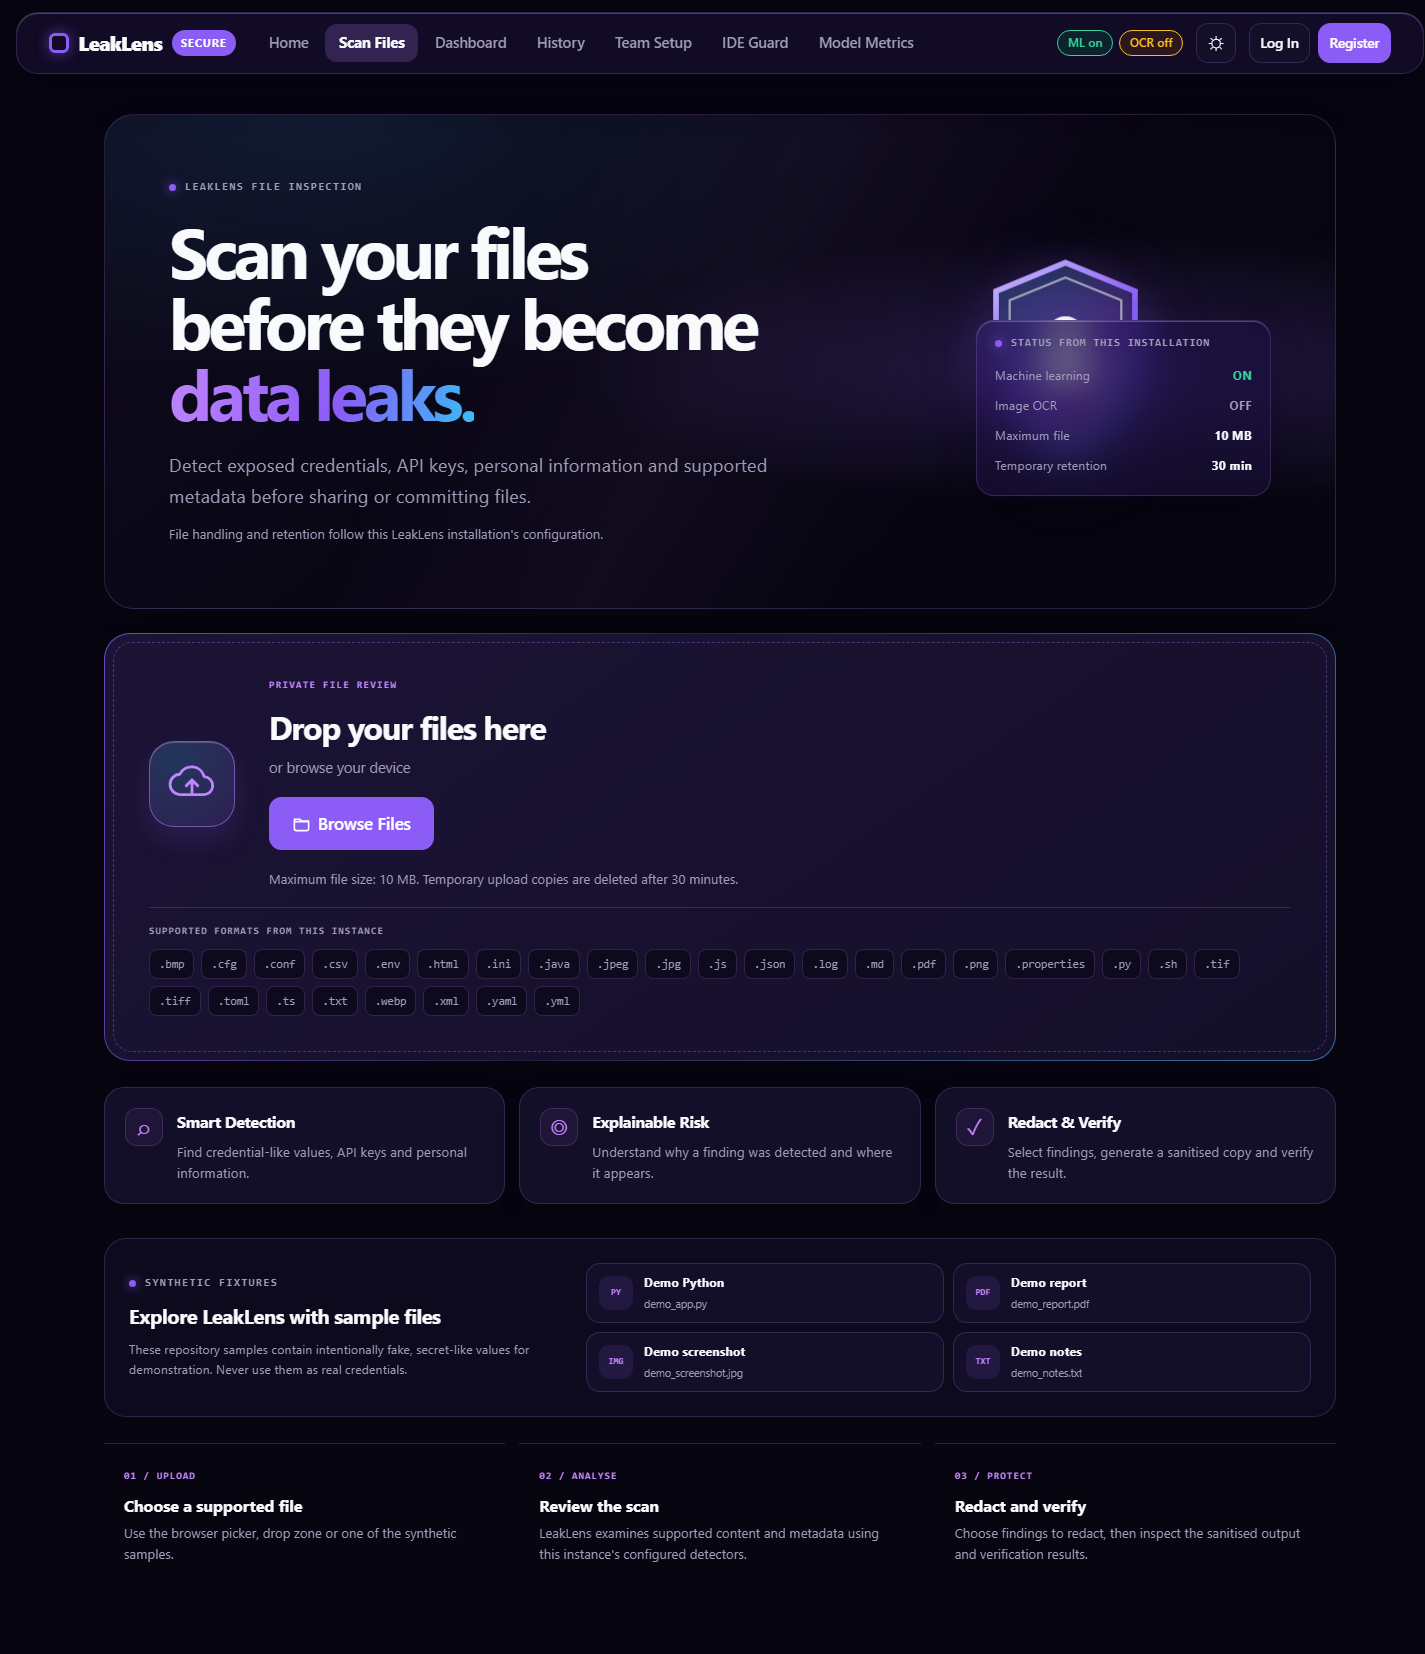 LeakLens SECURE Home Scan Files Dashboard History Team Setup IDE Guard Model Metrics ML on OCR off Log In Register
LEAKLENS FILE INSPECTION
Scan your files
before they become
data leaks.
Detect exposed credentials, API keys, personal information and supported
metadata before sharing or committing files.
File handling and retention follow this LeakLens installation's configuration.
STATUS FROM THIS INSTALLATION
Machine learning ON
Image OCR OFF
Maximum file 10 MB
Temporary retention 30 min
PRIVATE FILE REVIEW
Drop your files here
or browse your device
Browse Files
Maximum file size: 10 MB. Temporary upload copies are deleted after 30 minutes.
SUPPORTED FORMATS FROM THIS INSTANCE
.bmp .cfg .conf .csv .env .html .ini .java .jpeg .jpg .js .json .log .md .pdf .png .properties .py .sh .tif
.tiff .toml .ts .txt .webp .xml .yaml .yml
Smart Detection
Find credential-like values, API keys and personal
information.
Explainable Risk
Understand why a finding was detected and where
it appears.
Redact & Verify
Select findings, generate a sanitised copy and verify
the result.
SYNTHETIC FIXTURES
Explore LeakLens with sample files
These repository samples contain intentionally fake, secret-like values for
demonstration. Never use them as real credentials.
PY
Demo Python
demo_app.py
PDF
Demo report
demo_report.pdf
IMG
Demo screenshot
demo_screenshot.jpg
TXT
Demo notes
demo_notes.txt
01 / UPLOAD
Choose a supported file
Use the browser picker, drop zone or one of the synthetic
samples.
02 / ANALYSE
Review the scan
LeakLens examines supported content and metadata using
this instance's configured detectors.
03 / PROTECT
Redact and verify
Choose findings to redact, then inspect the sanitised output
and verification results.